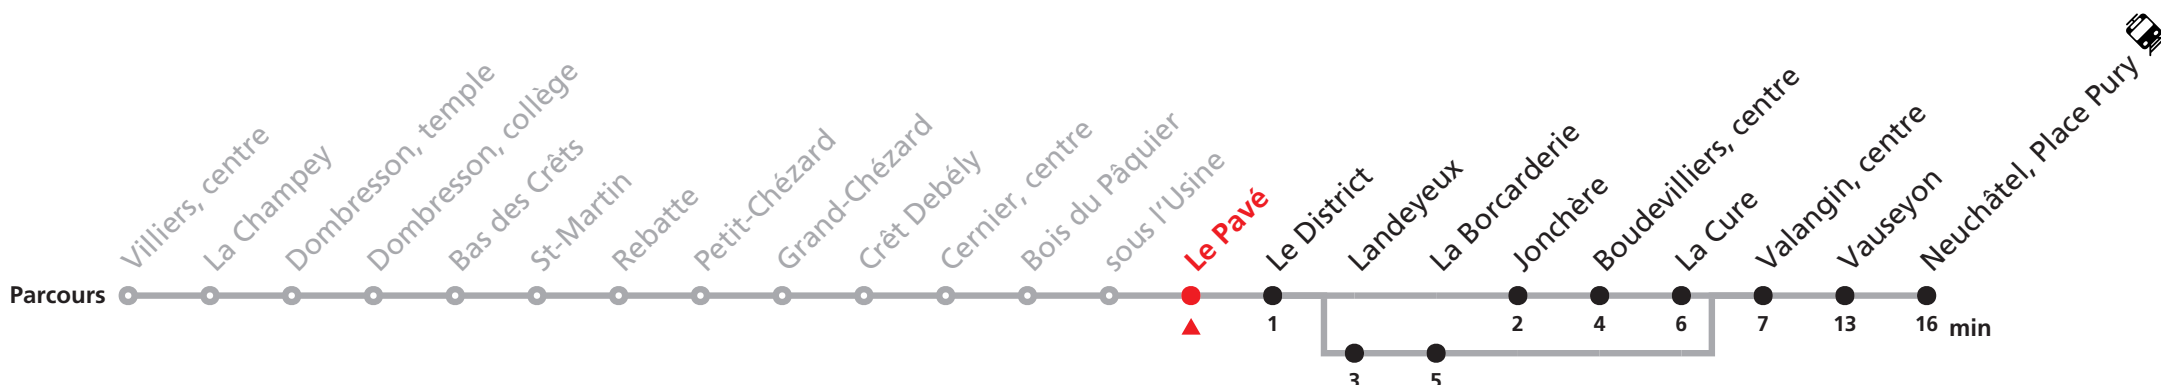 Villiers, centre
La Champey
Dombresson, temple
Dombresson, collège
Bas des Crêts
St-Martin
Rebatte
Petit-Chézard
Grand-Chézard
Crêt Debély
Cernier, centre
Bois du Pâquier
sous l'Usine
Le Pavé
Le District
Landeyeux
La Borcarderie
Jonchère
Boudevilliers, centre
La Cure
Valangin, centre
Vauseyon
Neuchâtel, Place Pury
Parcours
1 2 4 6 7 13 16 min
3 5